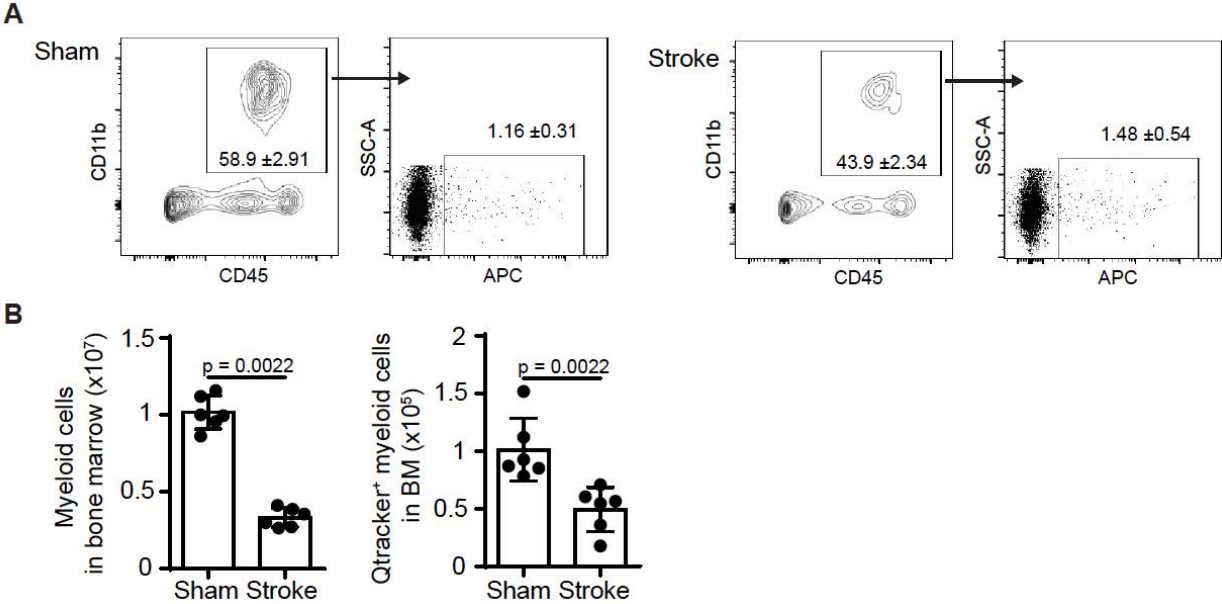 A
Sham
CD11b
58.9 ±2.91
CD45
SSC-A
1.16 ±0.31
APC
Stroke
CD11b
43.9 ±2.34
CD45
SSC-A
1.48 ±0.54
APC
B
Myeloid cells
in bone marrow (x10⁷)
1.5
1
0.5
0
p = 0.0022
Sham Stroke
Qtracker⁺ myeloid cells
in BM (x10⁵)
2
1.5
1
0.5
0
p = 0.0022
Sham Stroke